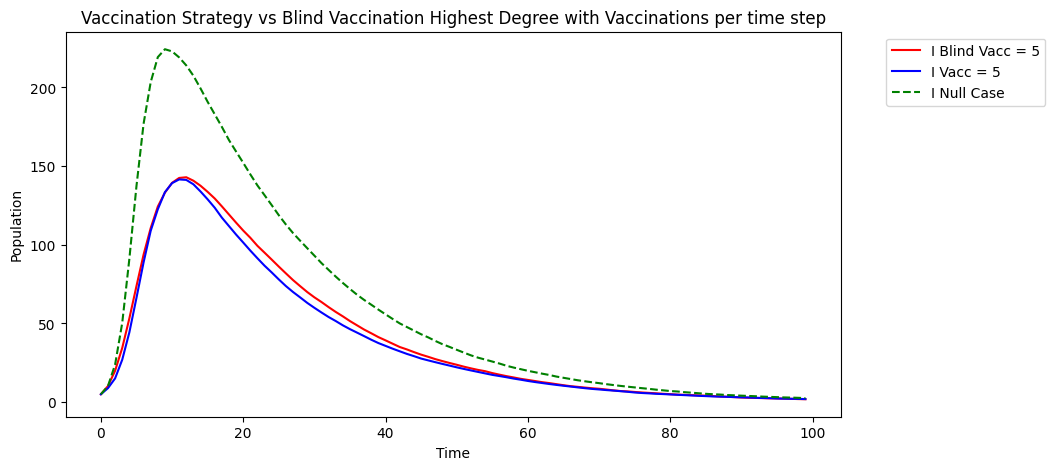 Vaccination Strategy vs Blind Vaccination Highest Degree with Vaccinations per time step
I Blind Vacc = 5
I Vacc = 5
I Null Case
200
150
100
50
0
Population
0 20 40 60 80 100
Time